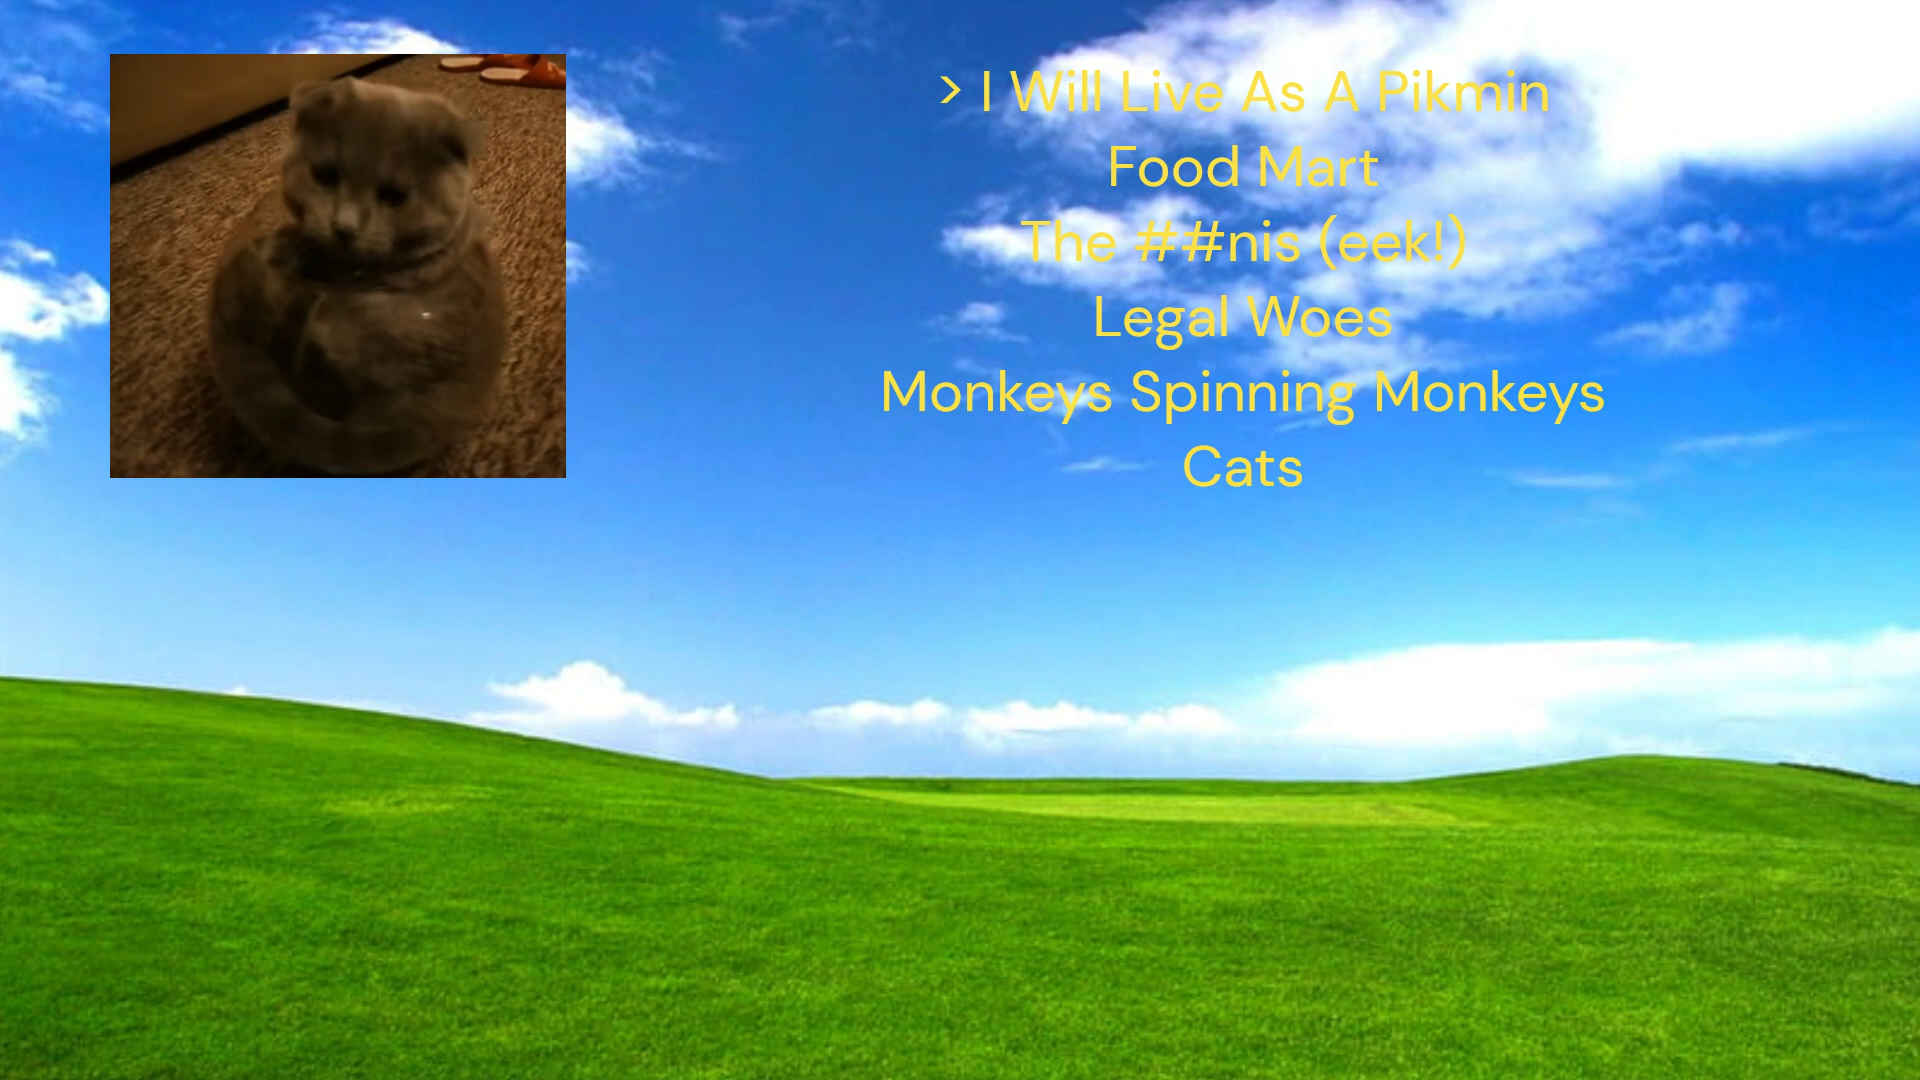 > I Will Live As A Pikmin
Food Mart
The ##nis (eek!)
Legal Woes
Monkeys Spinning Monkeys
Cats